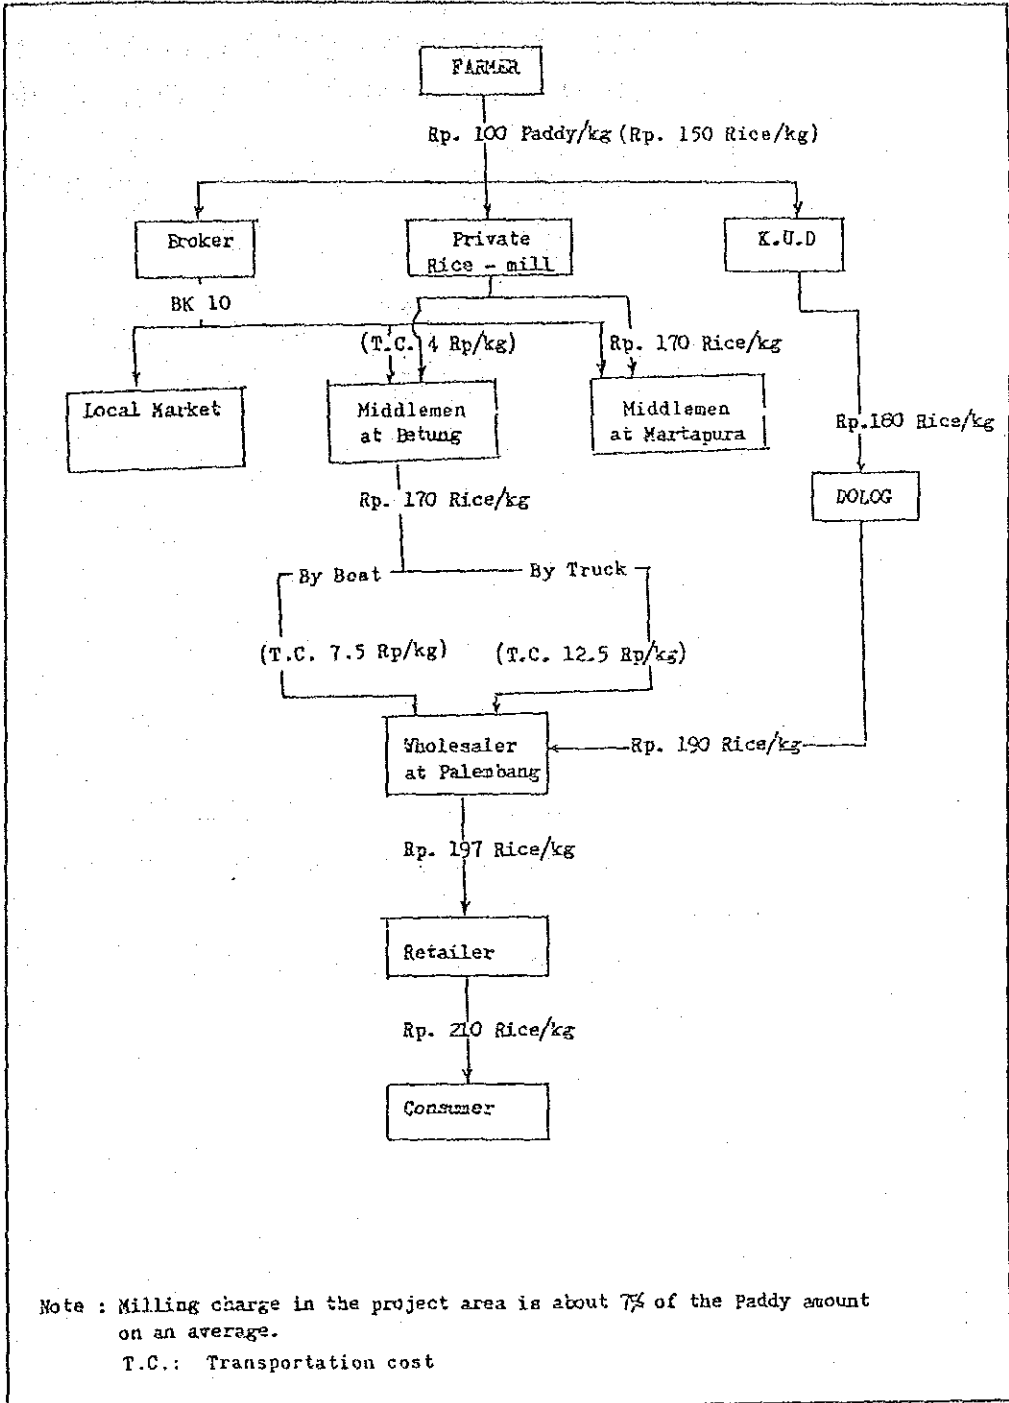 FARMER
Rp. 100 Paddy/kg (Rp. 150 Rice/kg)
Broker
Private
Rice - mill
K.U.D
BK 10
(T.C. 4 Rp/kg)
Rp. 170 Rice/kg
Local Market
Middlemen
at Betung
Middlemen
at Martapura
Rp.180 Rice/kg
Rp. 170 Rice/kg
DOLOG
By Boat
By Truck
(T.C. 7.5 Rp/kg)
(T.C. 12.5 Rp/kg)
Wholesaler
at Palembang
Rp. 190 Rice/kg
Rp. 197 Rice/kg
Retailer
Rp. 210 Rice/kg
Consumer
Note : Milling charge in the project area is about 7% of the Paddy amount
on an average.
T.C.: Transportation cost